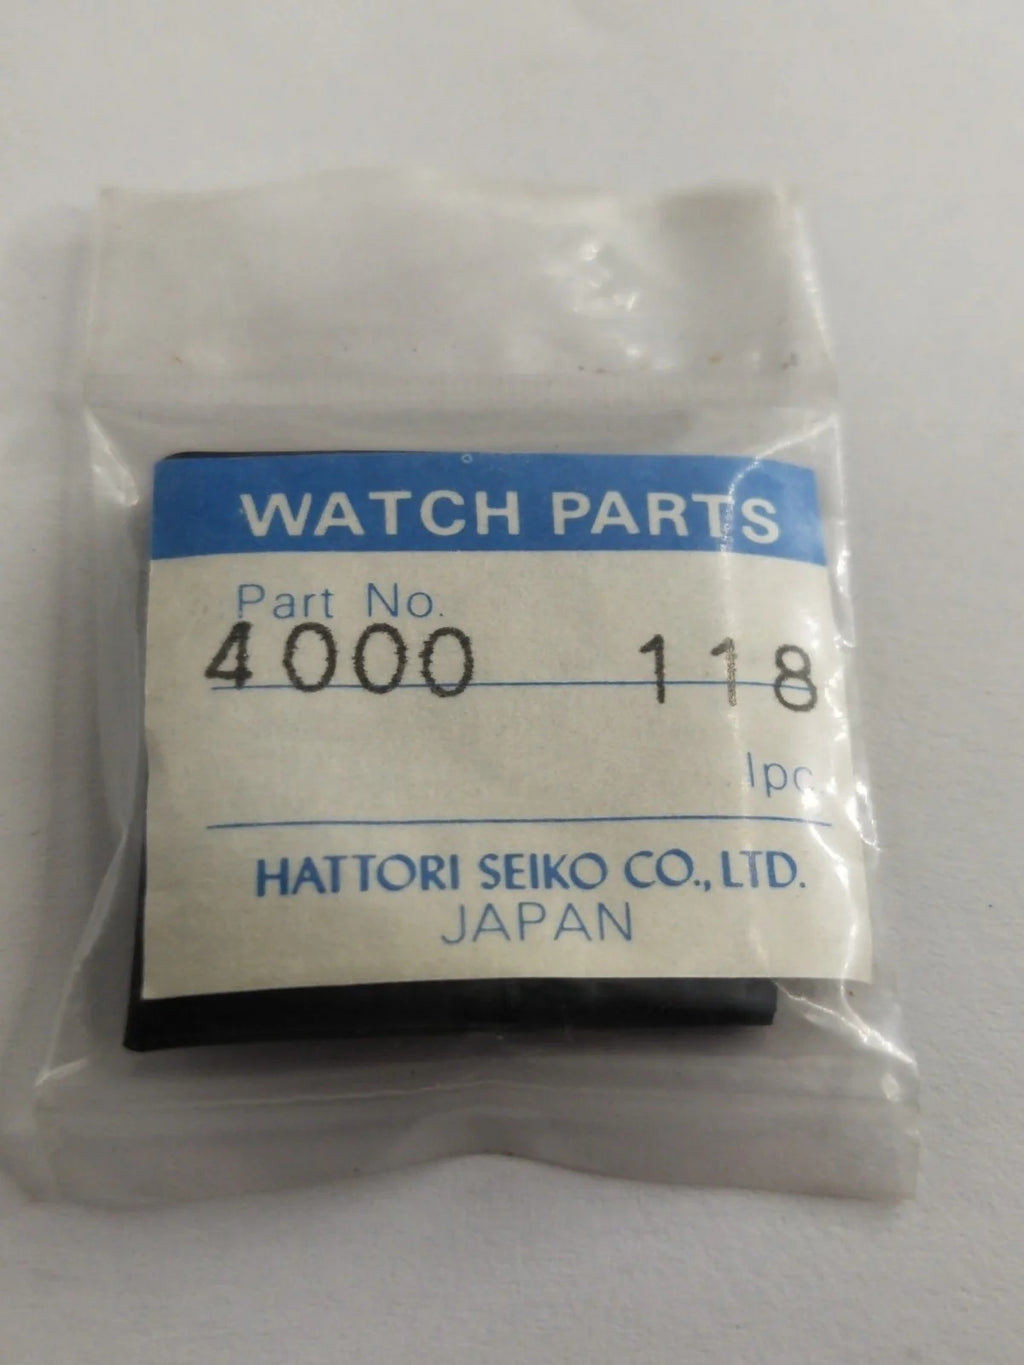 WATCH PARTS
Part No.
4000 118
1pc
HATTORI SEIKO CO., LTD.
JAPAN